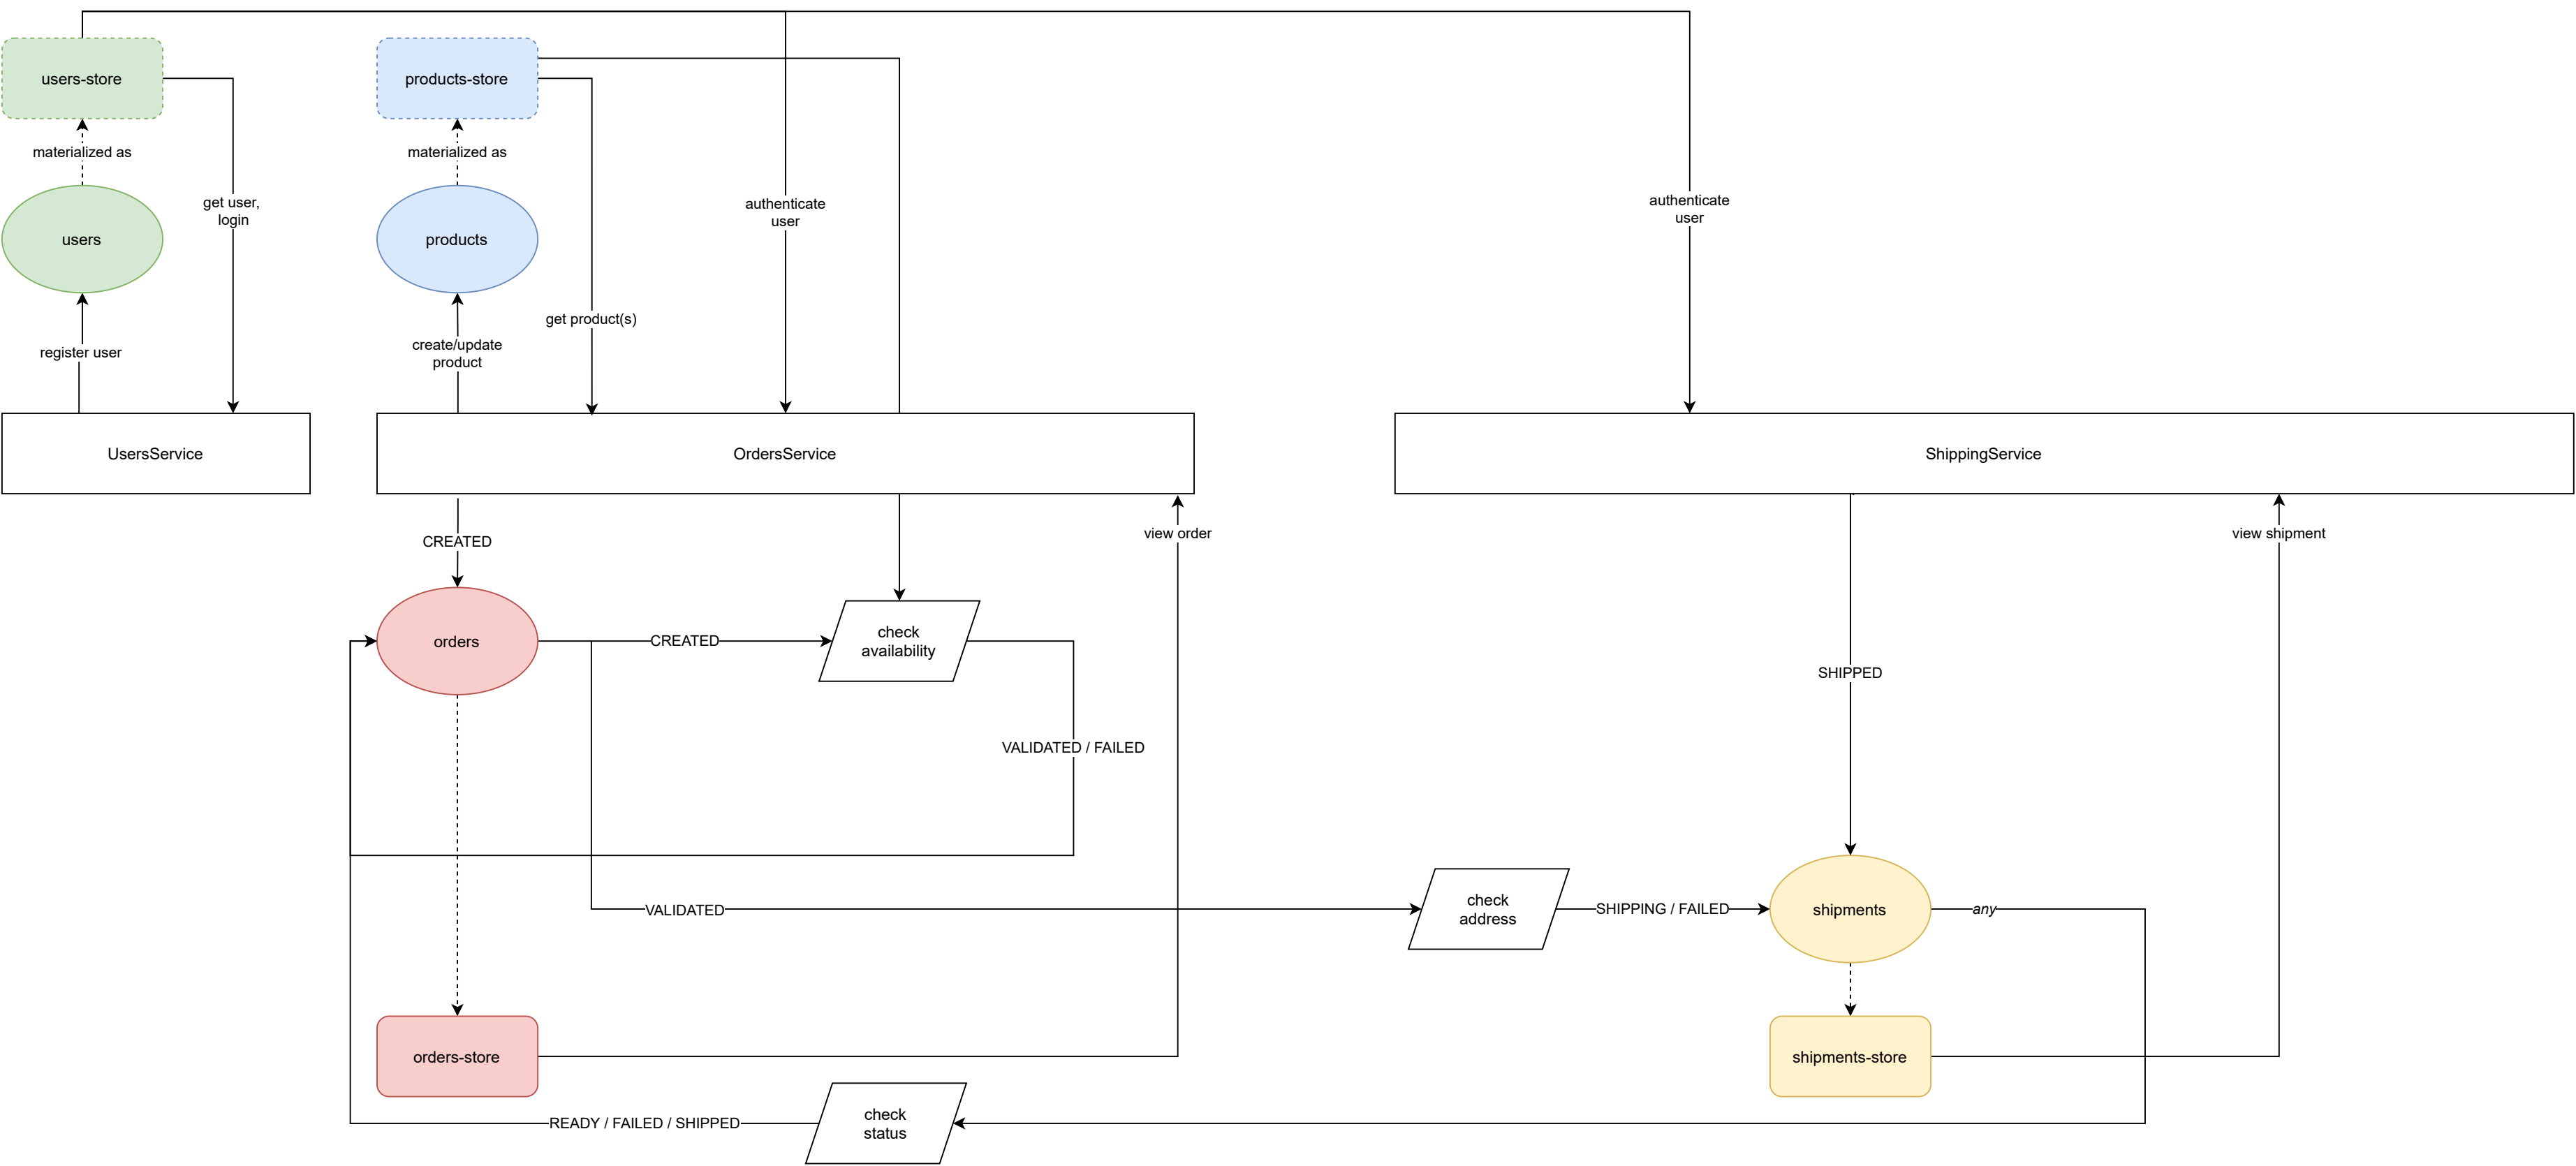 users-store
products-store
materialized as
materialized as
get user,
login
authenticate
user
authenticate
user
users
products
get product(s)
register user
create/update
product
UsersService
OrdersService
ShippingService
CREATED
view order
view shipment
orders
CREATED
check
availability
SHIPPED
VALIDATED / FAILED
VALIDATED
check
address
SHIPPING / FAILED
shipments
any
orders-store
shipments-store
READY / FAILED / SHIPPED
check
status